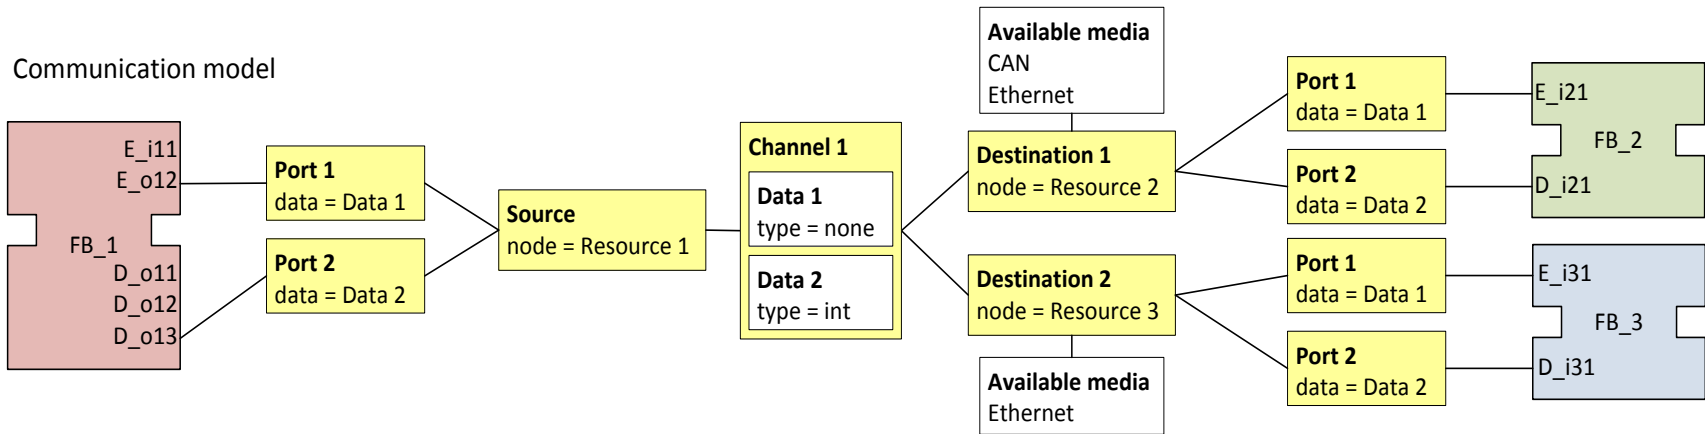 Communication model
E_i11
E_o12
FB_1
D_o11
D_o12
D_o13
Port 1
data = Data 1
Port 2
data = Data 2
Source
node = Resource 1
Channel 1
Data 1
type = none
Data 2
type = int
Available media
CAN
Ethernet
Destination 1
node = Resource 2
Destination 2
node = Resource 3
Available media
Ethernet
Port 1
data = Data 1
Port 2
data = Data 2
Port 1
data = Data 1
Port 2
data = Data 2
E_i21
FB_2
D_i21
E_i31
FB_3
D_i31